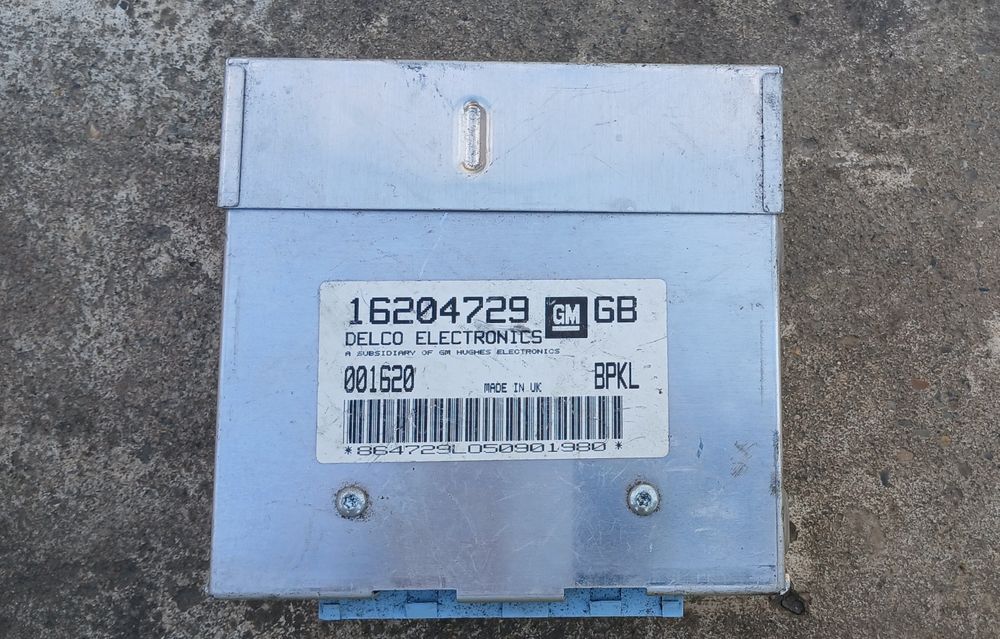 16204729 GM GB
DELCO ELECTRONICS
A SUBSIDIARY OF GM HUGHES ELECTRONICS
001620 MADE IN UK BPKL
*864729L050901980*